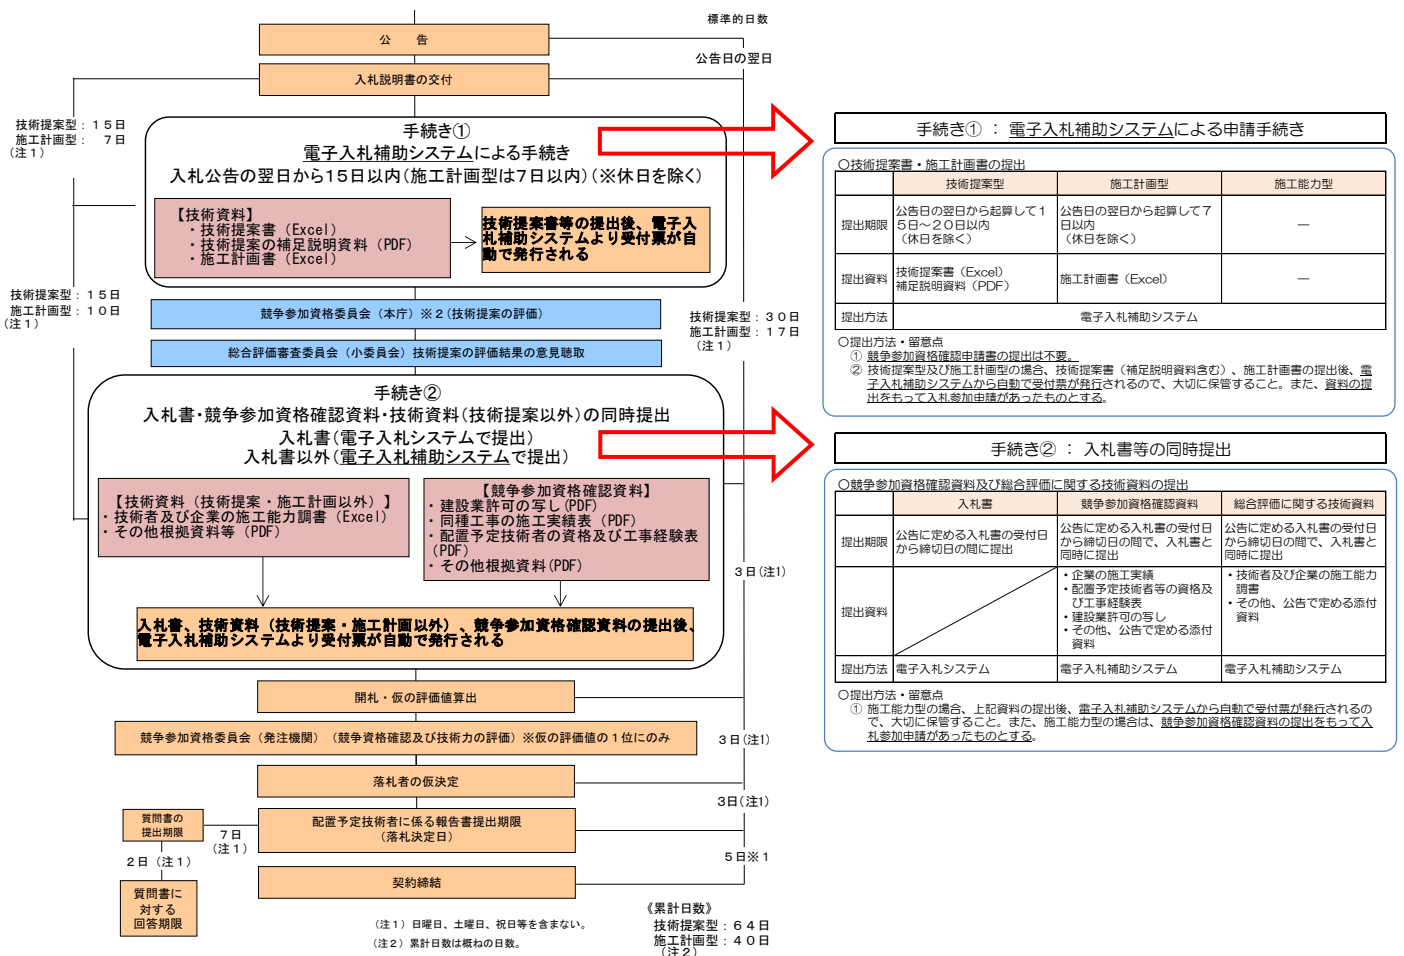 標準的日数
公　告
公告日の翌日
入札説明書の交付
技術提案型：１５日
施工計画型：　７日
（注１）
手続き①
電子入札補助システムによる手続き
入札公告の翌日から15日以内（施工計画型は7日以内）（※休日を除く）
【技術資料】
・技術提案書（Excel）
・技術提案の補足説明資料（PDF）
・施工計画書（Excel）
技術提案書等の提出後、電子入
札補助システムより受付票が自
動で発行される
技術提案型：１５日
施工計画型：１０日
（注１）
競争参加資格委員会（本庁）※２（技術提案の評価）
総合評価審査委員会（小委員会）技術提案の評価結果の意見聴取
技術提案型：３０日
施工計画型：１７日
（注１）
手続き②
入札書・競争参加資格確認資料・技術資料（技術提案以外）の同時提出
入札書（電子入札システムで提出）
入札書以外（電子入札補助システムで提出）
【技術資料（技術提案・施工計画以外）】
・技術者及び企業の施工能力調書（Excel）
・その他根拠資料等（PDF）
【競争参加資格確認資料】
・建設業許可の写し(PDF)
・同種工事の施工実績表（PDF）
・配置予定技術者の資格及び工事経験表
(PDF)
・その他根拠資料(PDF)
3日(注1)
入札書、技術資料（技術提案・施工計画以外）、競争参加資格確認資料の提出後、
電子入札補助システムより受付票が自動で発行される
開札・仮の評価値算出
競争参加資格委員会（発注機関）（競争資格確認及び技術力の評価）※仮の評価値の１位にのみ
3日(注1)
落札者の仮決定
3日(注1)
質問書の
提出期限
７日
（注１）
配置予定技術者に係る報告書提出期限
（落札決定日）
２日（注１）
５日※１
質問書に
対する
回答期限
契約締結
（注１）日曜日、土曜日、祝日等を含まない。
（注２）累計日数は概ねの日数。
《累計日数》
技術提案型：６４日
施工計画型：４０日
（注２）
手続き①　：　電子入札補助システムによる申請手続き
〇技術提案書・施工計画書の提出
技術提案型　施工計画型　施工能力型
提出期限
公告日の翌日から起算して１
５日～２０日以内
（休日を除く）
公告日の翌日から起算して７
日以内
（休日を除く）
―
提出資料
技術提案書（Excel）
補足説明資料（PDF）
施工計画書（Excel）
―
提出方法　電子入札補助システム
〇提出方法・留意点
①　競争参加資格確認申請書の提出は不要。
②　技術提案型及び施工計画型の場合、技術提案書（補足説明資料含む）、施工計画書の提出後、電
子入札補助システムから自動で受付票が発行されるので、大切に保管すること。また、資料の提
出をもって入札参加申請があったものとする。
手続き②　：　入札書等の同時提出
〇競争参加資格確認資料及び総合評価に関する技術資料の提出
入札書　競争参加資格確認資料　総合評価に関する技術資料
提出期限
公告に定める入札書の受付日
から締切日の間に提出
公告に定める入札書の受付日
から締切日の間で、入札書と
同時に提出
公告に定める入札書の受付日
から締切日の間で、入札書と
同時に提出
提出資料
・企業の施工実績
・配置予定技術者等の資格及
び工事経験表
・建設業許可の写し
・その他、公告で定める添付
資料
・技術者及び企業の施工能力
調書
・その他、公告で定める添付
資料
提出方法　電子入札システム　電子入札補助システム　電子入札補助システム
〇提出方法・留意点
①　施工能力型の場合、上記資料の提出後、電子入札補助システムから自動で受付票が発行されるの
で、大切に保管すること。また、施工能力型の場合は、競争参加資格確認資料の提出をもって入
札参加申請があったものとする。